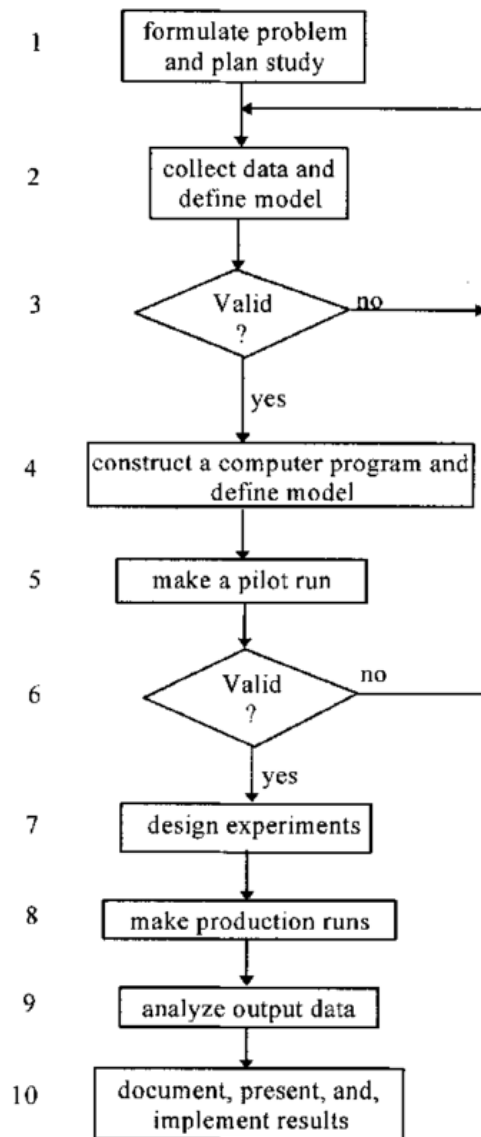 1
formulate problem
and plan study
2
collect data and
define model
3
Valid
?
no
yes
4
construct a computer program and
define model
5
make a pilot run
6
Valid
?
no
yes
7
design experiments
8
make production runs
9
analyze output data
10
document, present, and,
implement results